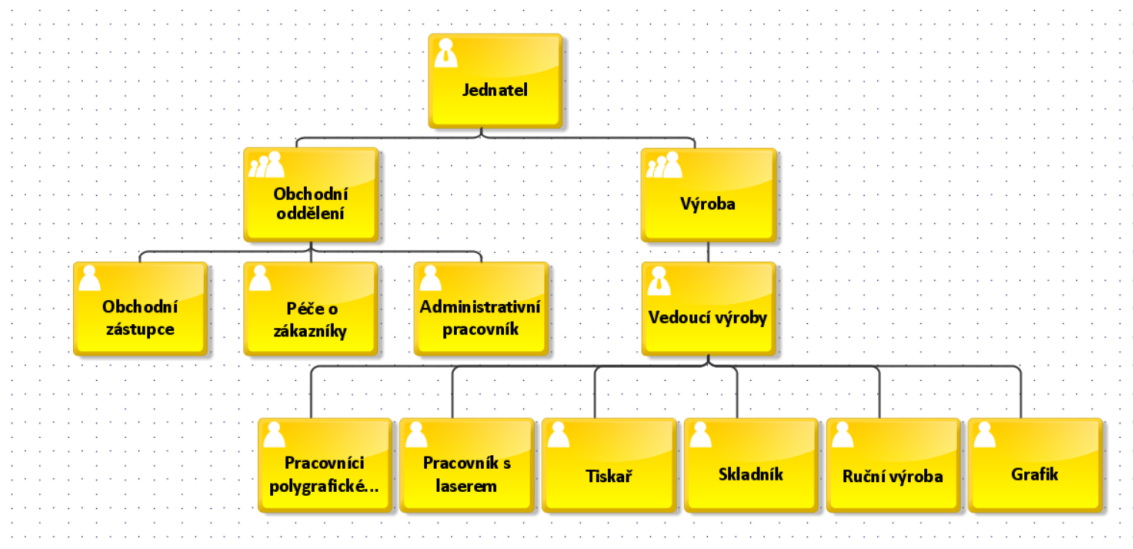 Jednatel
Obchodní
oddělení
Výroba
Obchodní
zástupce
Péče o
zákazníky
Administrativní
pracovník
Vedoucí výroby
Pracovníci
polygrafické...
Pracovník s
laserem
Tiskař
Skladník
Ruční výroba
Grafik